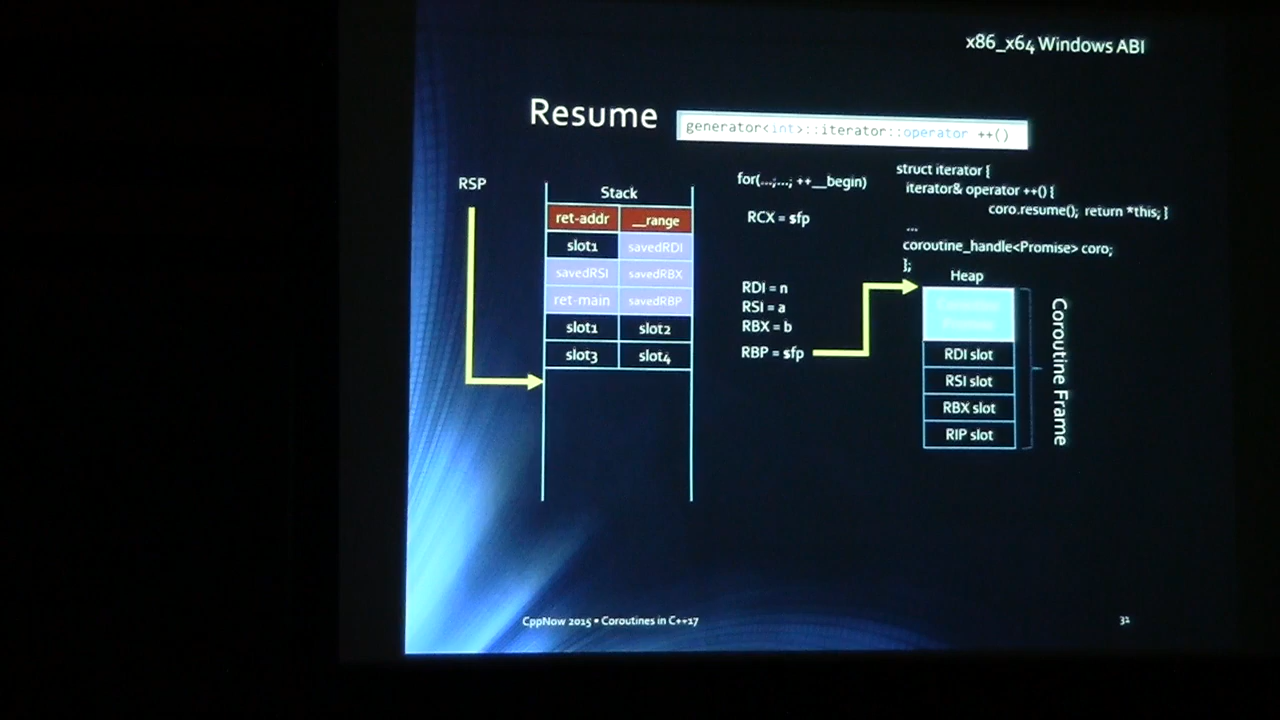 x86_x64 Windows ABI
Resume
generator<int>::iterator::operator ++()
RSP
Stack
ret-addr __range
slot1 savedRDI
savedRSI savedRBX
ret-main savedRBP
slot1 slot2
slot3 slot4
for(...;...; ++__begin)
RCX = $fp
RDI = n
RSI = a
RBX = b
RBP = $fp
struct iterator {
iterator& operator ++() {
coro.resume(); return *this; }
...
coroutine_handle<Promise> coro;
};
Heap
RDI slot
RSI slot
RBX slot
RIP slot
Coroutine Frame
CppNow 2015 • Coroutines in C++17